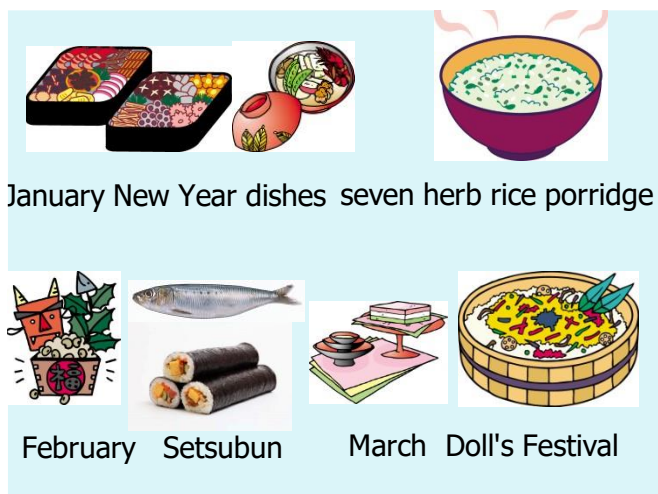 January New Year dishes seven herb rice porridge
福
February Setsubun March Doll's Festival